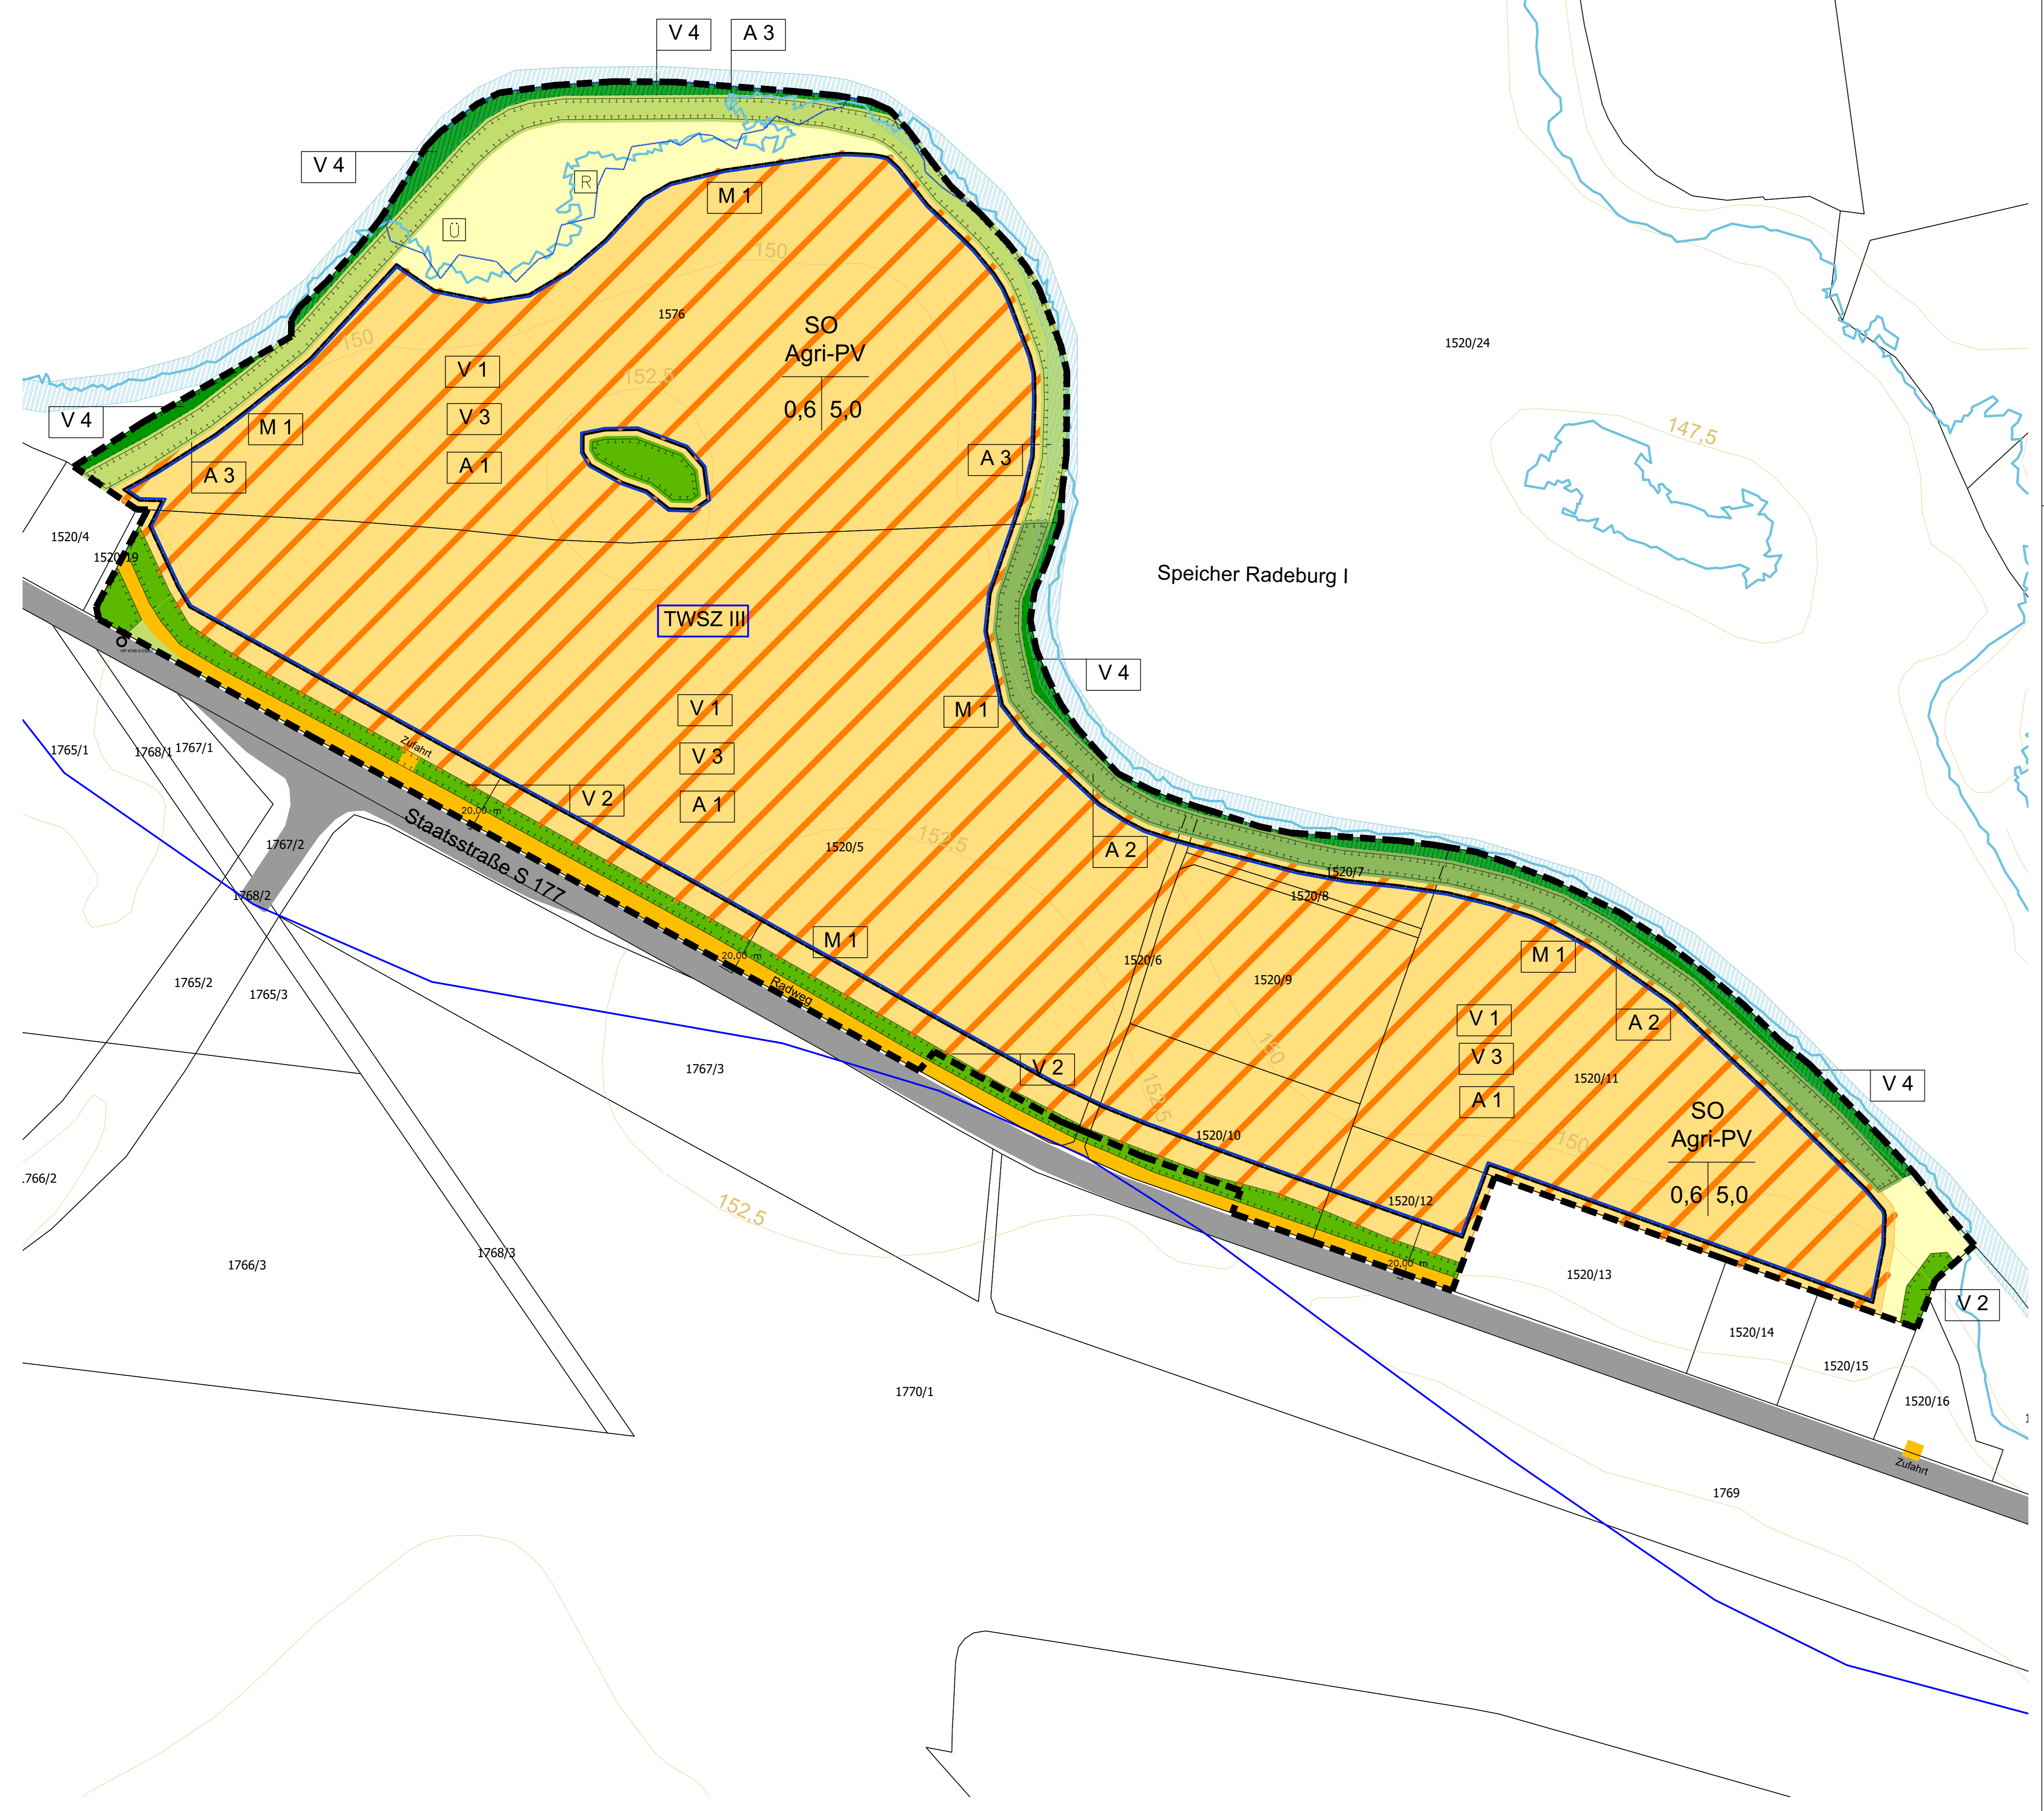 V 4
A 3
V 4
R
M 1
Ü
150
1576
SO
Agri-PV
0,6
5,0
150
1520/24
V 1
152,5
V 3
V 4
M 1
A 1
A 3
A 3
147,5
1520/4
1520/19
Speicher Radeburg I
TWSZ III
V 4
V 1
M 1
1765/1
1768/1
1767/1
Zufahrt
V 3
V 2
A 1
20,00 m
Staatsstraße S 177
1767/2
1520/5
152,5
A 2
1520/7
1520/8
1768/2
M 1
20,00 m
1520/6
1520/9
M 1
1765/2
1765/3
Radweg
V 1
A 2
150
V 3
1767/3
V 2
1520/11
V 4
152,5
A 1
SO
Agri-PV
0,6
5,0
1520/10
150
.766/2
1520/12
152,5
1768/3
1766/3
20,00 m
1520/13
V 2
1520/14
1520/15
1770/1
1520/16
Zufahrt
1769